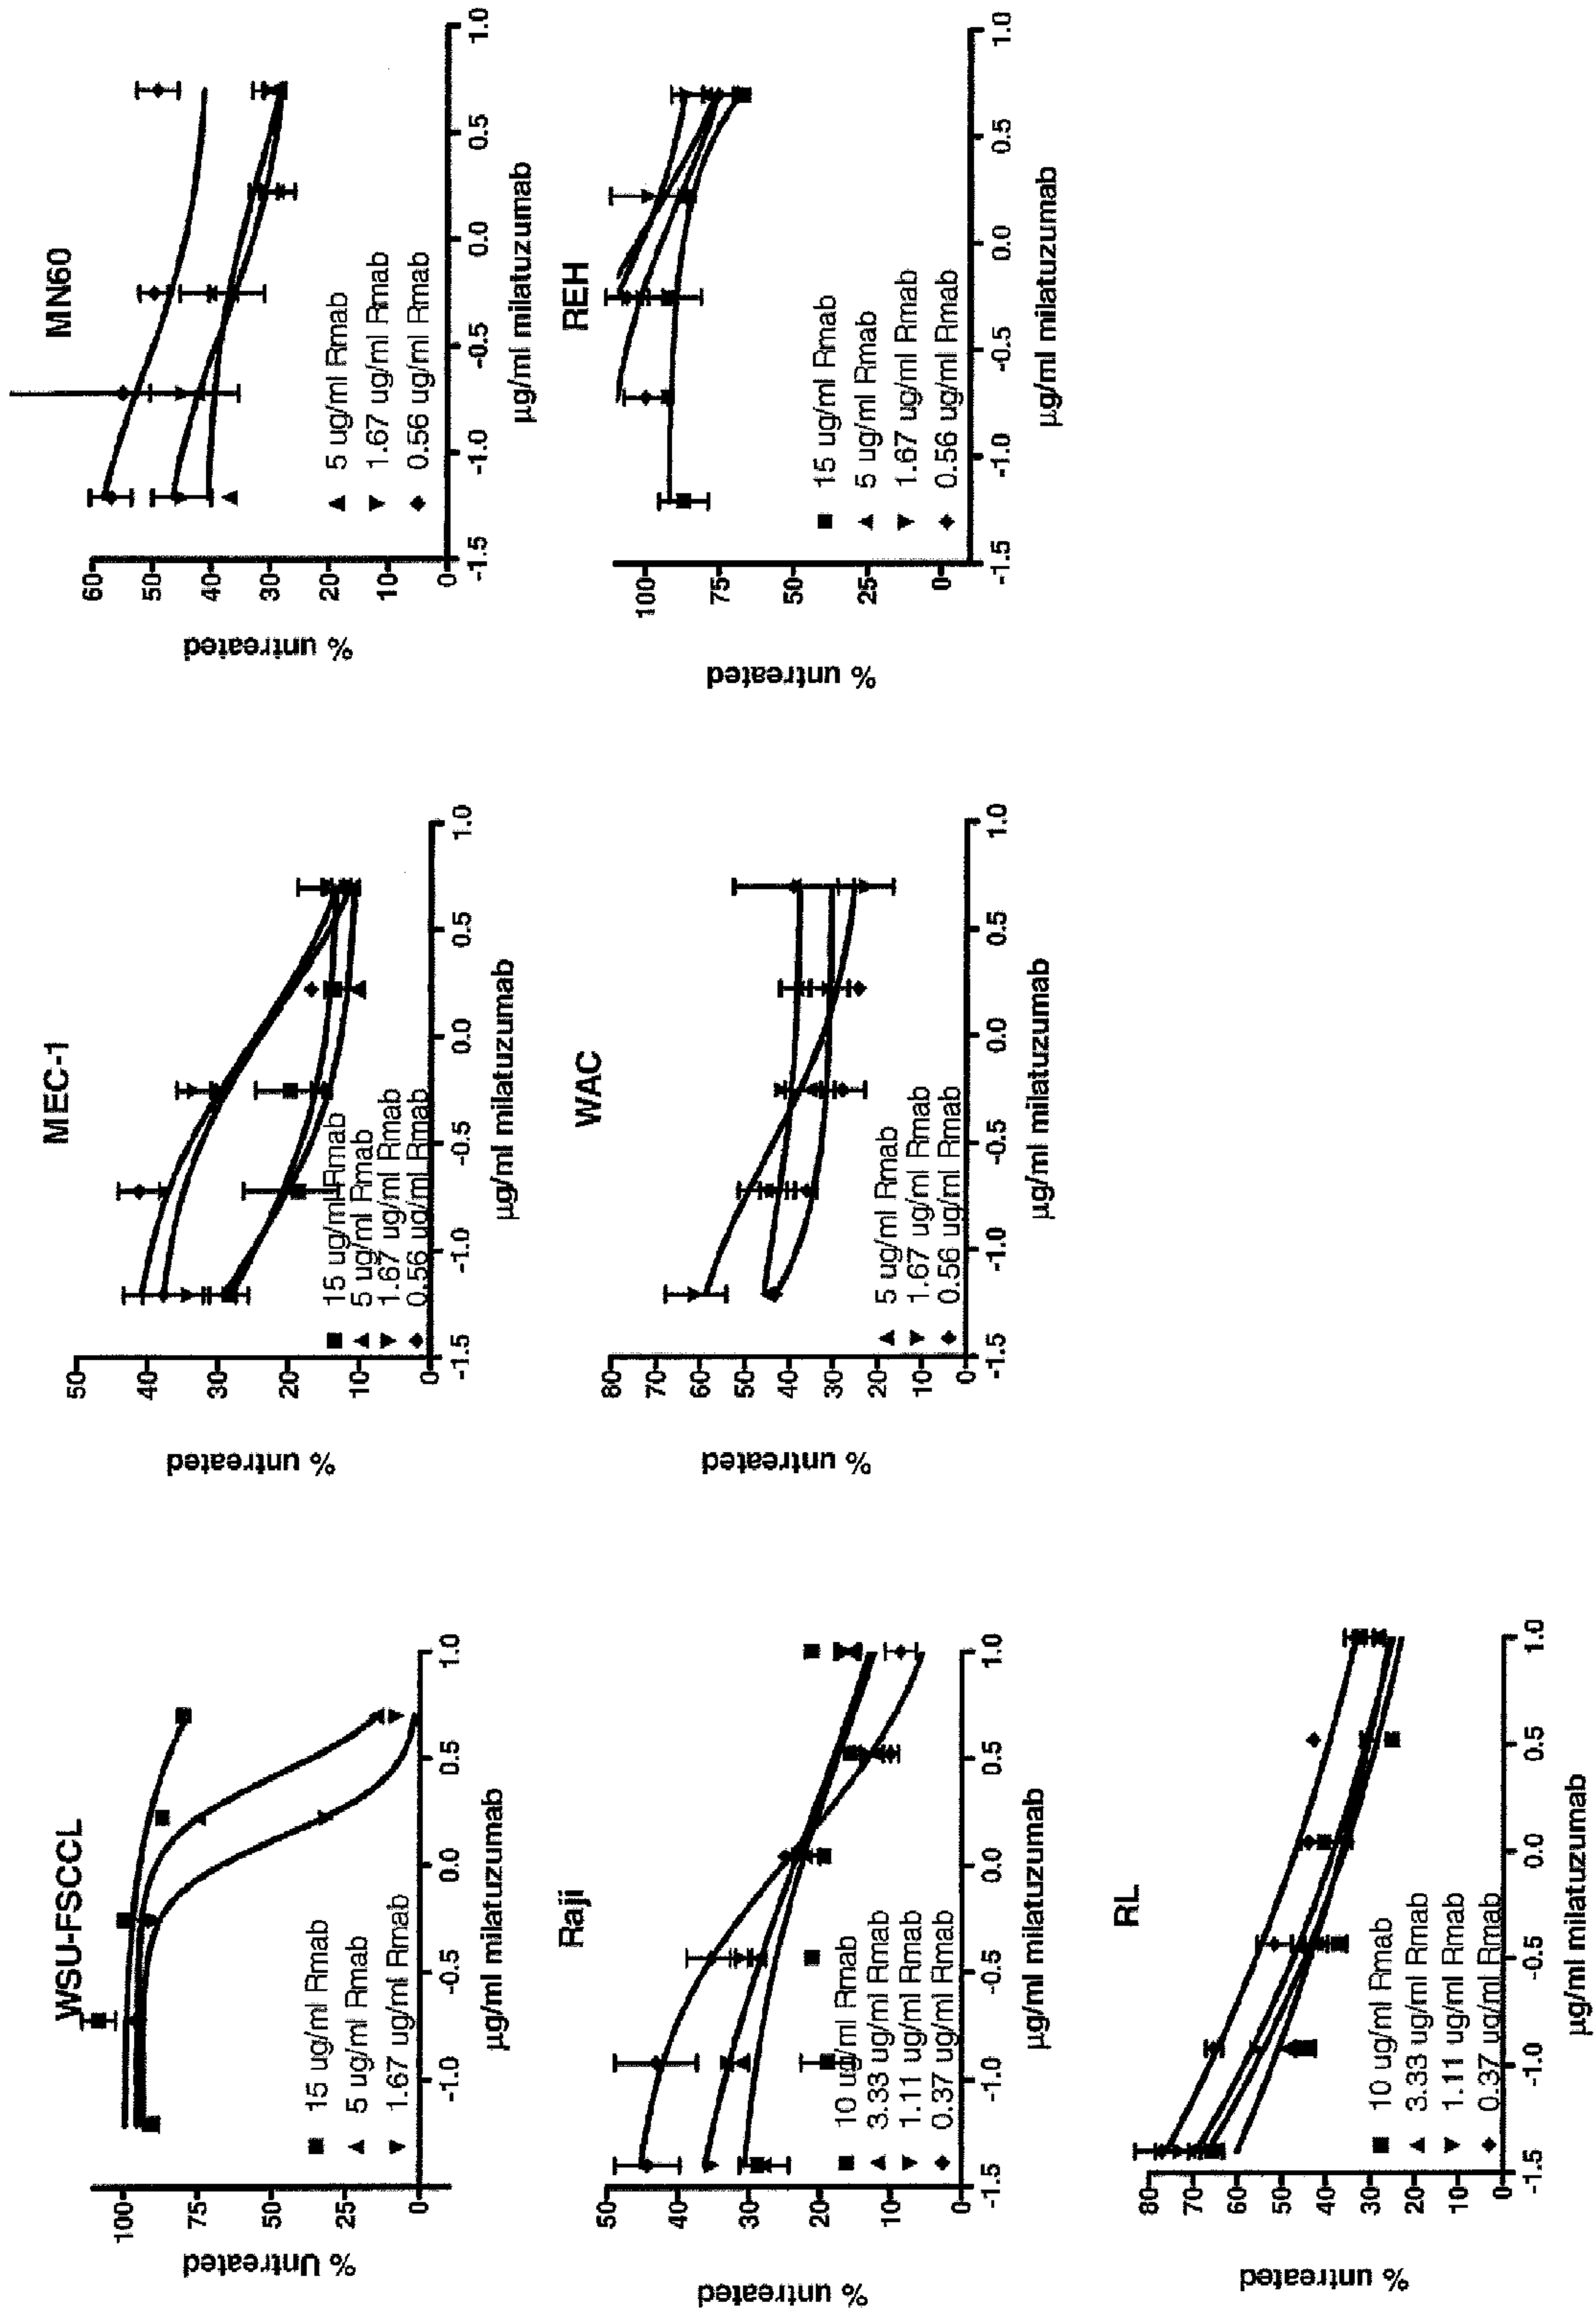 WSU-FSCCL
% Untreated
100
75
50
25
0
15 ug/ml Rmab
5 ug/ml Rmab
1.67 ug/ml Rmab
-1.5 -1.0 -0.5 0.0 0.5 1.0
µg/ml milatuzumab
MEC-1
% untreated
50
40
30
20
10
0
15 ug/ml Rmab
5 ug/ml Rmab
1.67 ug/ml Rmab
0.56 ug/ml Rmab
-1.5 -1.0 -0.5 0.0 0.5 1.0
µg/ml milatuzumab
MN60
% untreated
60
50
40
30
20
10
0
5 ug/ml Rmab
1.67 ug/ml Rmab
0.56 ug/ml Rmab
-1.5 -1.0 -0.5 0.0 0.5 1.0
µg/ml milatuzumab
Raji
% untreated
50
40
30
20
10
0
10 ug/ml Rmab
3.33 ug/ml Rmab
1.11 ug/ml Rmab
0.37 ug/ml Rmab
-1.5 -1.0 -0.5 0.0 0.5 1.0
µg/ml milatuzumab
WAC
% untreated
80
70
60
50
40
30
20
10
0
5 ug/ml Rmab
1.67 ug/ml Rmab
0.56 ug/ml Rmab
-1.5 -1.0 -0.5 0.0 0.5 1.0
µg/ml milatuzumab
REH
% untreated
100
75
50
25
0
15 ug/ml Rmab
5 ug/ml Rmab
1.67 ug/ml Rmab
0.56 ug/ml Rmab
-1.5 -1.0 -0.5 0.0 0.5 1.0
µg/ml milatuzumab
RL
% untreated
80
70
60
50
40
30
20
10
0
10 ug/ml Rmab
3.33 ug/ml Rmab
1.11 ug/ml Rmab
0.37 ug/ml Rmab
-1.5 -1.0 -0.5 0.0 0.5 1.0
µg/ml milatuzumab